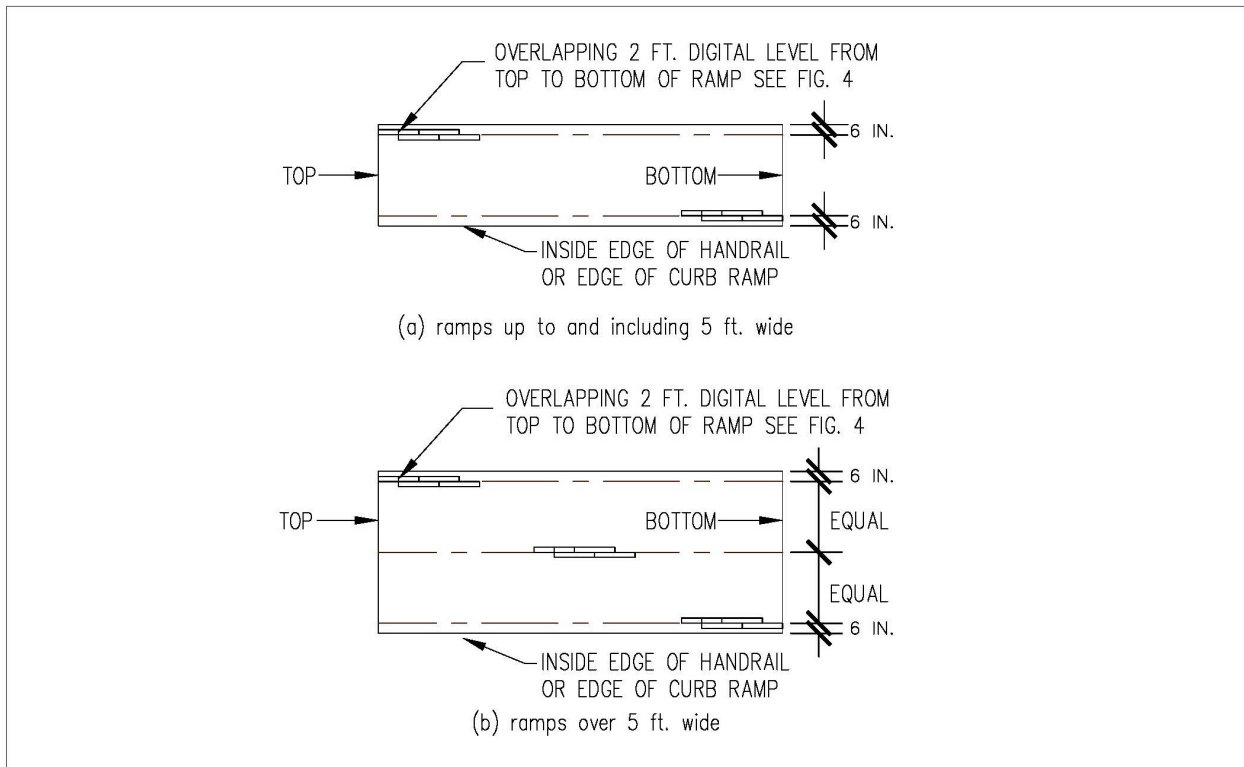 OVERLAPPING 2 FT. DIGITAL LEVEL FROM
TOP TO BOTTOM OF RAMP SEE FIG. 4
6 IN.
TOP
BOTTOM
6 IN.
INSIDE EDGE OF HANDRAIL
OR EDGE OF CURB RAMP
(a) ramps up to and including 5 ft. wide
OVERLAPPING 2 FT. DIGITAL LEVEL FROM
TOP TO BOTTOM OF RAMP SEE FIG. 4
6 IN.
TOP
BOTTOM
EQUAL
EQUAL
6 IN.
INSIDE EDGE OF HANDRAIL
OR EDGE OF CURB RAMP
(b) ramps over 5 ft. wide